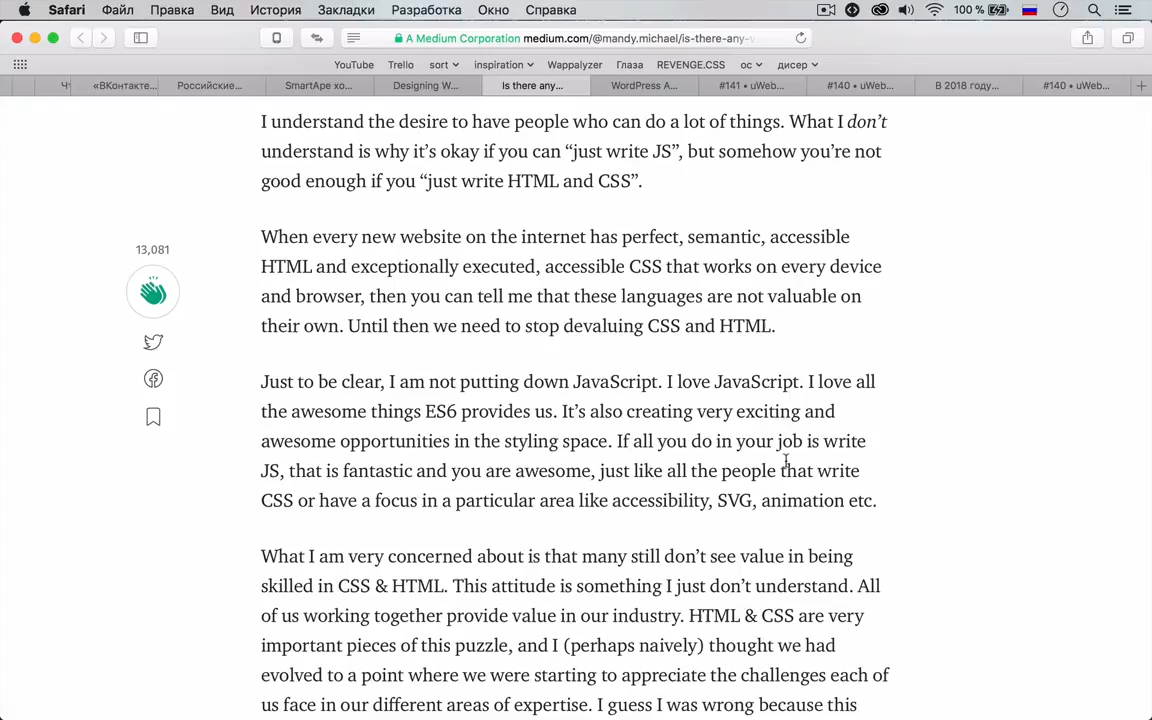 Safari Файл Правка Вид История Закладки Разработка Окно Справка 100 %
A Medium Corporation medium.com/@mandy.michael/is-there-any-v
YouTube Trello sort inspiration Wappalyzer Глаза REVENGE.CSS ос дисер
«ВКонтакте... Российские... SmartApe хо... Designing W... Is there any... WordPress A... #141 • uWeb... #140 • uWeb... В 2018 году... #140 • uWeb...
I understand the desire to have people who can do a lot of things. What I don’t
understand is why it’s okay if you can “just write JS”, but somehow you’re not
good enough if you “just write HTML and CSS”.
When every new website on the internet has perfect, semantic, accessible
HTML and exceptionally executed, accessible CSS that works on every device
and browser, then you can tell me that these languages are not valuable on
their own. Until then we need to stop devaluing CSS and HTML.
13,081
Just to be clear, I am not putting down JavaScript. I love JavaScript. I love all
the awesome things ES6 provides us. It’s also creating very exciting and
awesome opportunities in the styling space. If all you do in your job is write
JS, that is fantastic and you are awesome, just like all the people that write
CSS or have a focus in a particular area like accessibility, SVG, animation etc.
What I am very concerned about is that many still don’t see value in being
skilled in CSS & HTML. This attitude is something I just don’t understand. All
of us working together provide value in our industry. HTML & CSS are very
important pieces of this puzzle, and I (perhaps naively) thought we had
evolved to a point where we were starting to appreciate the challenges each of
us face in our different areas of expertise. I guess I was wrong because this